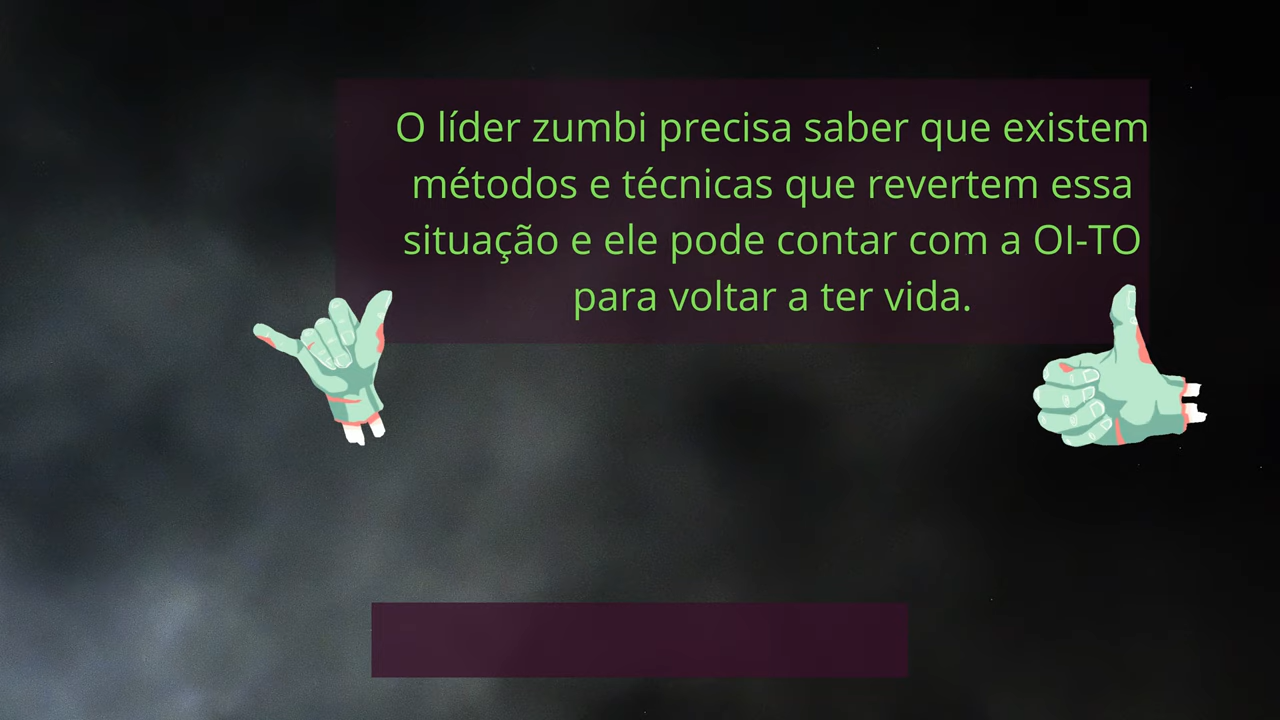 O líder zumbi precisa saber que existem
métodos e técnicas que revertem essa
situação e ele pode contar com a OI-TO
para voltar a ter vida.